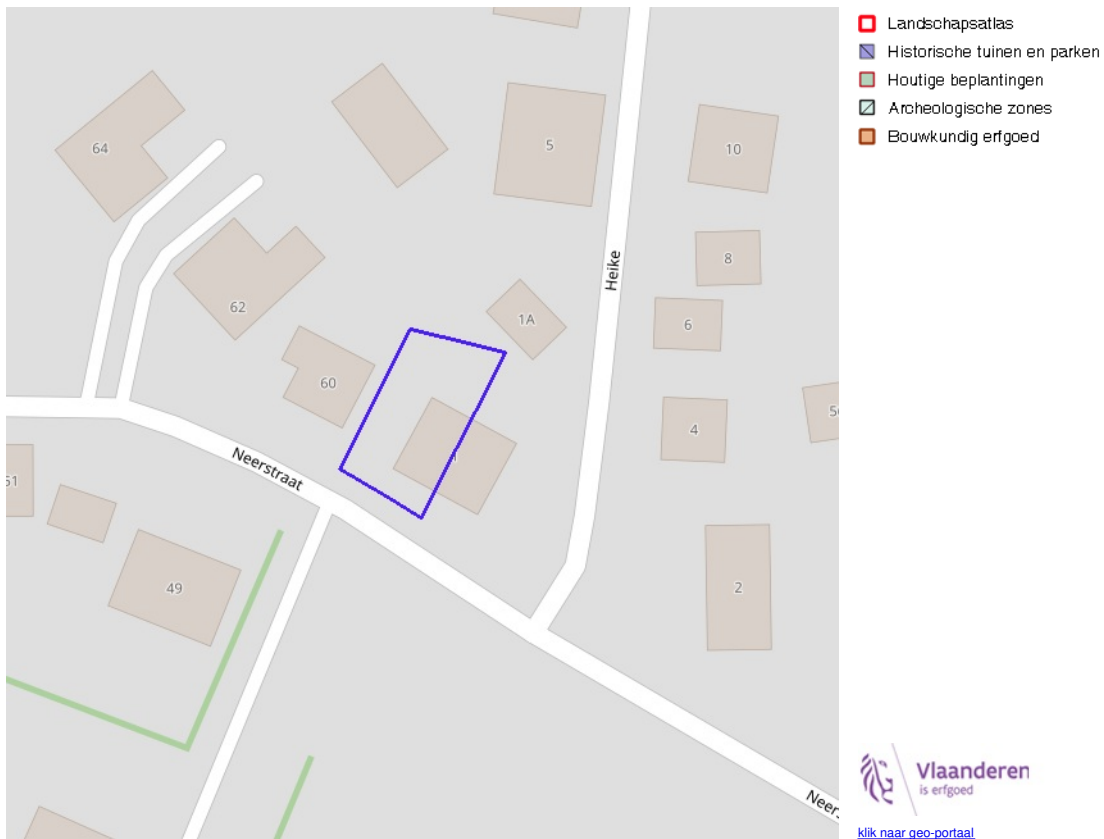 Landschapsatlas
Historische tuinen en parken
Houtige beplantingen
Archeologische zones
Bouwkundig erfgoed
64
5
10
Heike
8
62
1A
6
60
4
Neerstraat
51
49
2
Vlaanderen
is erfgoed
klik naar geo-portaal